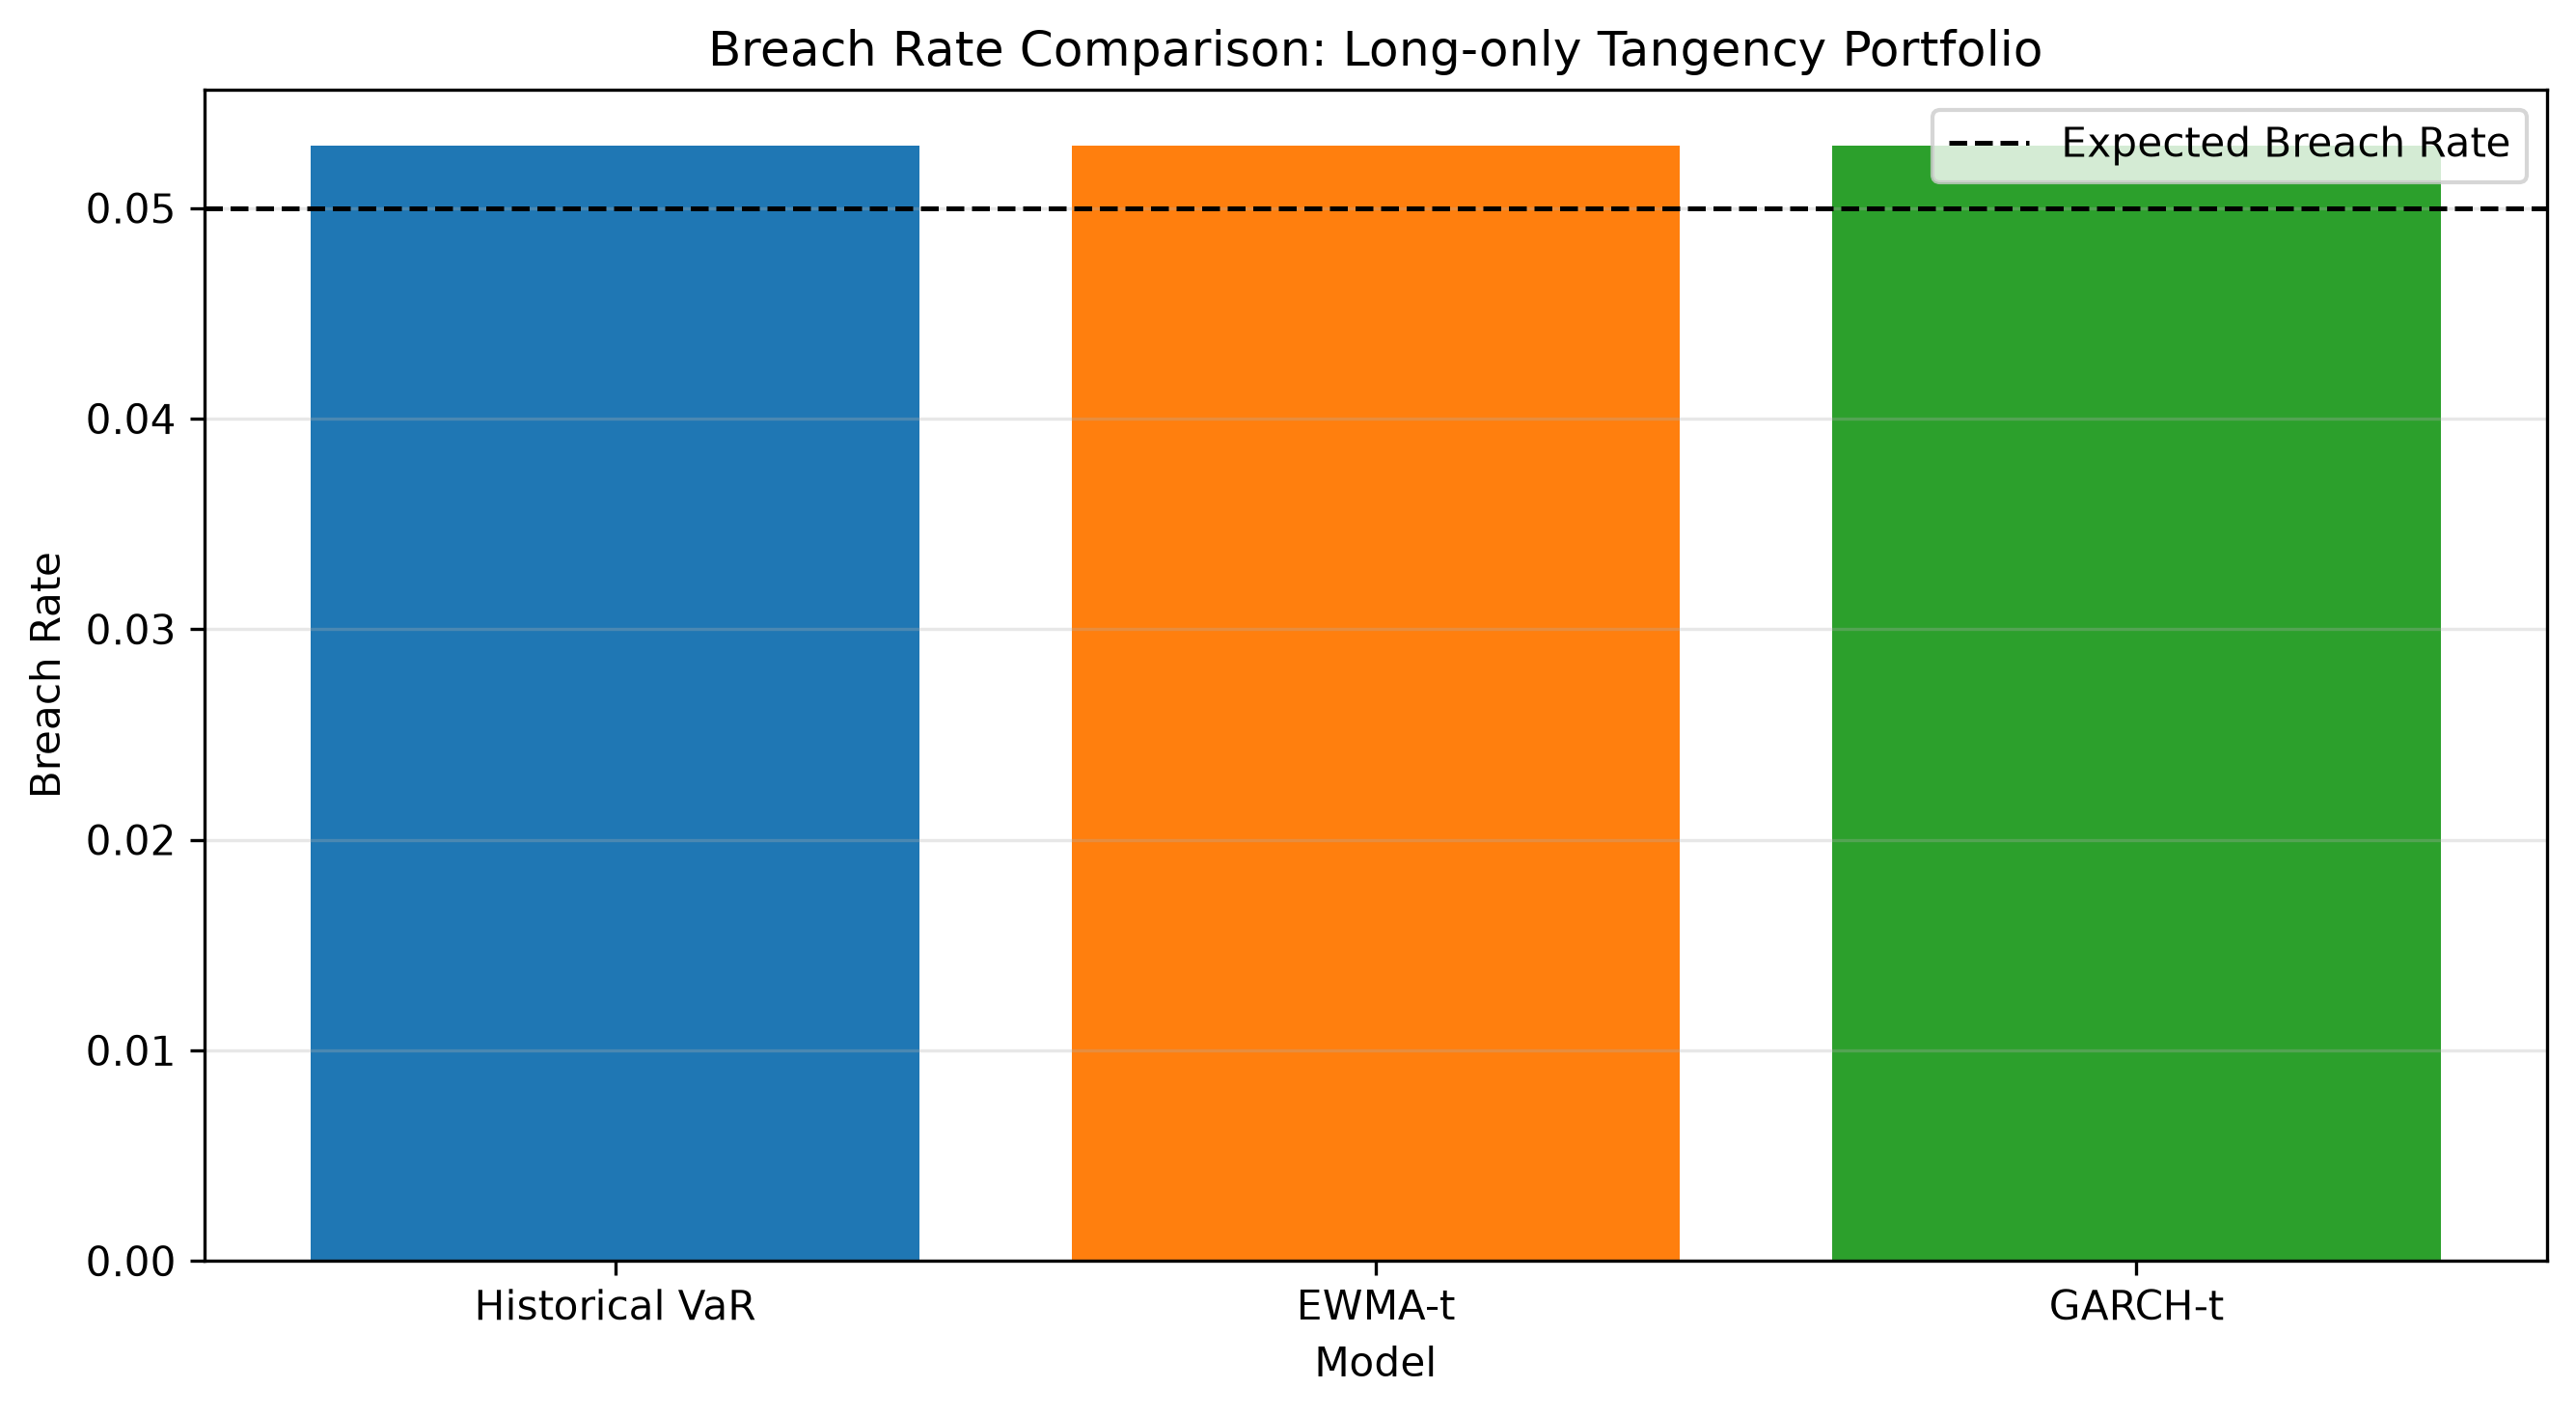 Breach Rate Comparison: Long-only Tangency Portfolio
Expected Breach Rate
0.05
0.04
0.03
0.02
0.01
0.00
Breach Rate
Historical VaR
EWMA-t
GARCH-t
Model